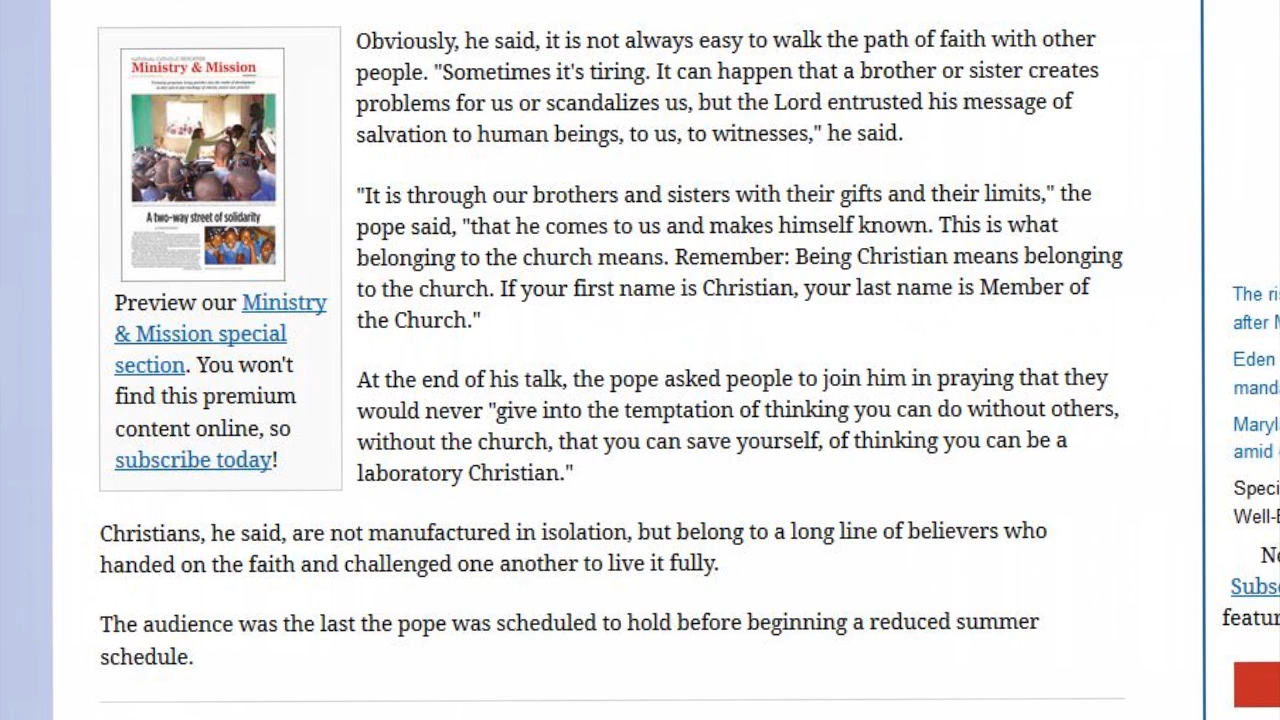 NATIONAL CATHOLIC REPORTER
Ministry & Mission
A two-way street of solidarity
Preview our Ministry
& Mission special
section. You won't
find this premium
content online, so
subscribe today!
Obviously, he said, it is not always easy to walk the path of faith with other
people. "Sometimes it's tiring. It can happen that a brother or sister creates
problems for us or scandalizes us, but the Lord entrusted his message of
salvation to human beings, to us, to witnesses," he said.
"It is through our brothers and sisters with their gifts and their limits," the
pope said, "that he comes to us and makes himself known. This is what
belonging to the church means. Remember: Being Christian means belonging
to the church. If your first name is Christian, your last name is Member of
the Church."
At the end of his talk, the pope asked people to join him in praying that they
would never "give into the temptation of thinking you can do without others,
without the church, that you can save yourself, of thinking you can be a
laboratory Christian."
Christians, he said, are not manufactured in isolation, but belong to a long line of believers who
handed on the faith and challenged one another to live it fully.
The audience was the last the pope was scheduled to hold before beginning a reduced summer
schedule.
The
after
Eden
amid